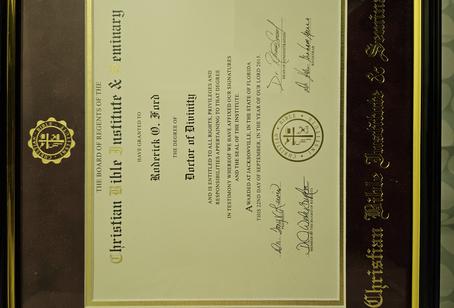 THE BOARD OF REGENTS OF THE
Christian Bible Institute & Seminary
HAVE GRANTED TO
Roderick O. Ford
THE DEGREE OF
Doctor of Divinity
AND IS ENTITLED TO ALL RIGHTS, PRIVILEGES AND
RESPONSIBILITIES APPERTAINING TO THAT DEGREE
IN TESTIMONY WHEREOF WE HAVE AFFIXED OUR SIGNATURES
AND THE SEAL OF THE INSTITUTE.
AWARDED AT JACKSONVILLE, IN THE STATE OF FLORIDA
THIS 22ND DAY OF SEPTEMBER, IN THE YEAR OF OUR LORD 2015.
Christian Bible Institute & Seminary